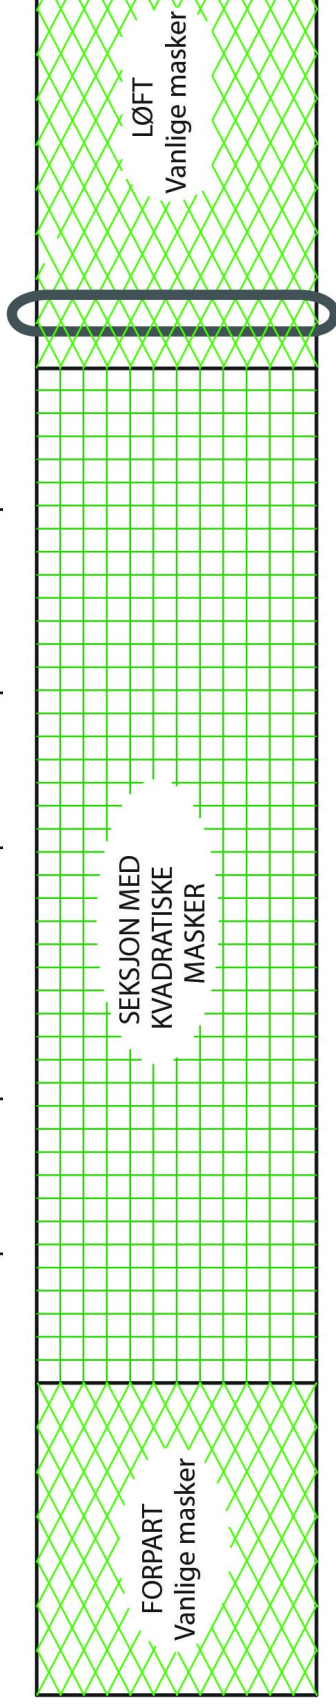 FORPART
Vanlige masker
SEKSJON MED
KVADRATISKE
MASKER
LØFT
Vanlige masker